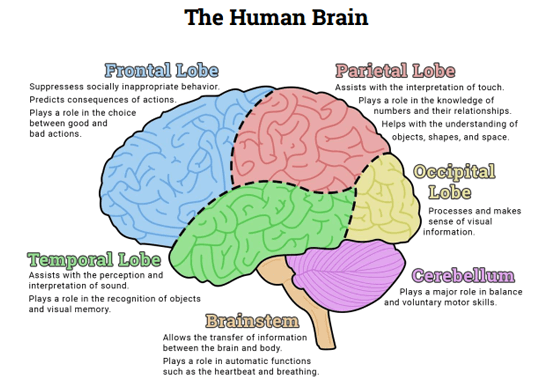 The Human Brain
Frontal Lobe
Suppressess socially inappropriate behavior.
Predicts consequences of actions.
Plays a role in the choice
between good and
bad actions.
Parietal Lobe
Assists with the interpretation of touch.
Plays a role in the knowledge of
numbers and their relationships.
Helps with the understanding of
objects, shapes, and space.
Occipital
Lobe
Processes and makes
sense of visual
information.
Temporal Lobe
Assists with the perception and
interpretation of sound.
Plays a role in the recognition of objects
and visual memory.
Cerebellum
Plays a major role in balance
and voluntary motor skills.
Brainstem
Allows the transfer of information
between the brain and body.
Plays a role in automatic functions
such as the heartbeat and breathing.